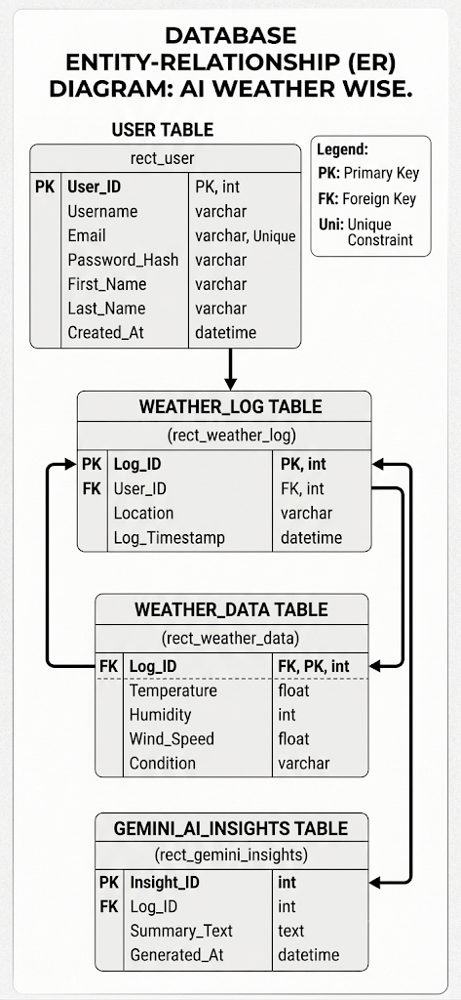 DATABASE
ENTITY-RELATIONSHIP (ER)
DIAGRAM: AI WEATHER WISE.
USER TABLE
rect_user
PK User_ID PK, int
Username varchar
Email varchar, Unique
Password_Hash varchar
First_Name varchar
Last_Name varchar
Created_At datetime
Legend:
PK: Primary Key
FK: Foreign Key
Uni: Unique
Constraint
WEATHER_LOG TABLE
(rect_weather_log)
PK Log_ID PK, int
FK User_ID FK, int
Location varchar
Log_Timestamp datetime
WEATHER_DATA TABLE
(rect_weather_data)
FK Log_ID FK, PK, int
Temperature float
Humidity int
Wind_Speed float
Condition varchar
GEMINI_AI_INSIGHTS TABLE
(rect_gemini_insights)
PK Insight_ID int
FK Log_ID int
Summary_Text text
Generated_At datetime